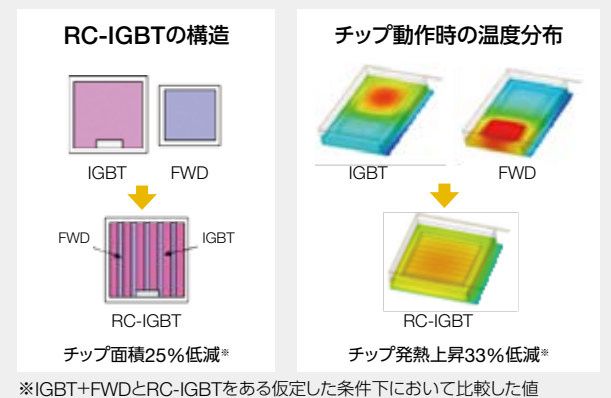 RC-IGBTの構造
IGBT FWD
FWD IGBT
RC-IGBT
チップ面積25％低減※
チップ動作時の温度分布
IGBT FWD
RC-IGBT
チップ発熱上昇33％低減※
※IGBT+FWDとRC-IGBTをある仮定した条件下において比較した値